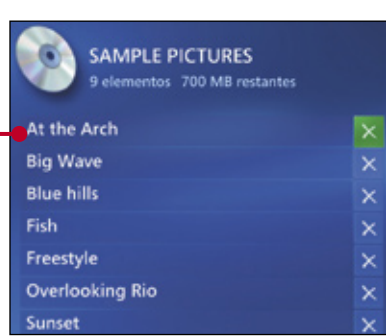 SAMPLE PICTURES
9 elementos 700 MB restantes
At the Arch
Big Wave
Blue hills
Fish
Freestyle
Overlooking Rio
Sunset